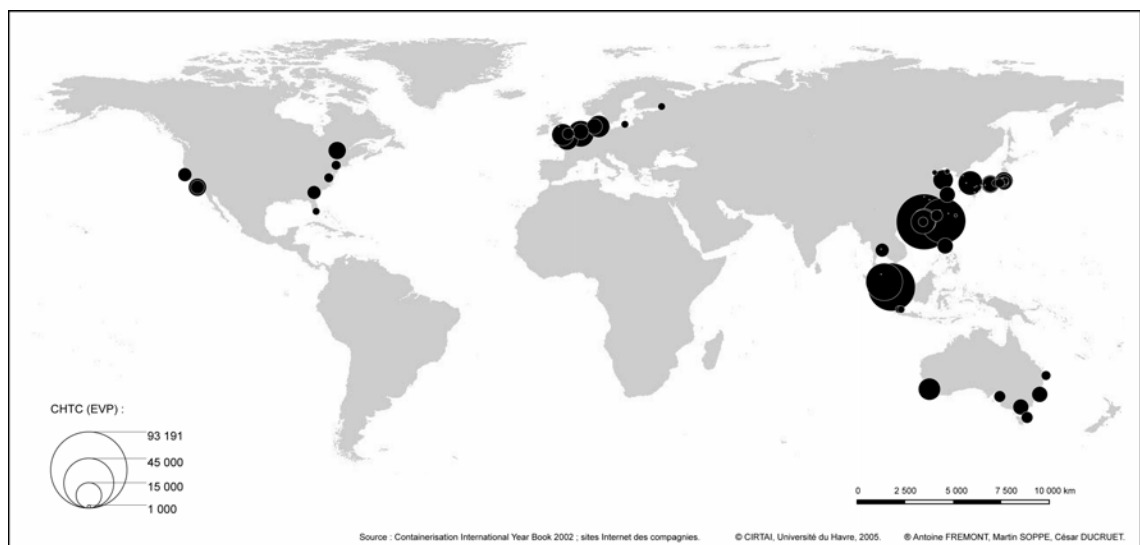 CHTC (EVP) :
93 191
45 000
15 000
1 000
0 2 500 5 000 7 500 10 000 km
Source : Containerisation International Year Book 2002 ; sites Internet des compagnies. © CIRTAI, Université du Havre, 2005. ® Antoine FREMONT, Martin SOPPE, César DUCRUET.